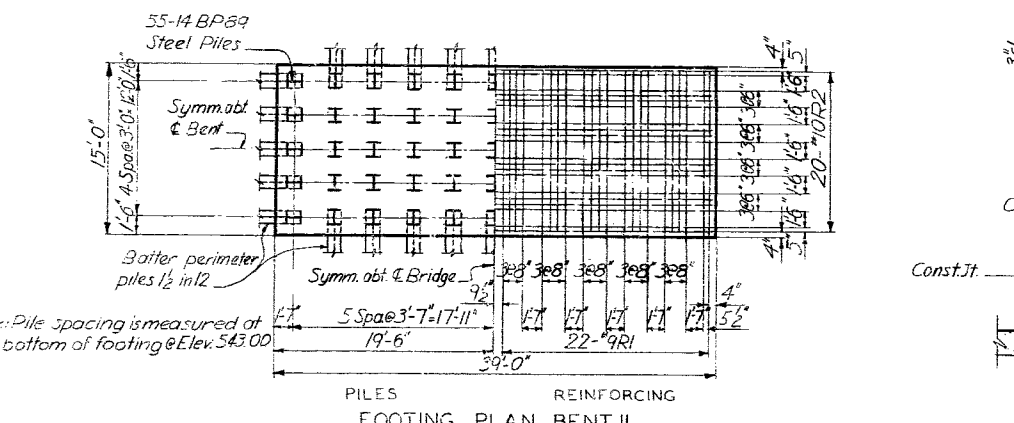 55-14 BP89
Steel Piles
Symm. abt.
℄ Bent
15'-0"
1'-6" 4 Spa@3'-0"=12'-0" 1'-6"
Batter perimeter
piles 1½ in 12
Symm. abt. ℄ Bridge
Pile spacing is measured at
bottom of footing @ Elev. 543.00
1'-7" 5 Spa@3'-7"=17'-11"
19'-6"
39'-0"
9½"
3@8" 3@8" 3@8" 3@8" 3@8"
1'-7" 1'-7" 1'-7" 1'-7" 1'-7" 5½"
4"
22-#9R1
4" 5"
3@6" 3@6" 3@6" 3@6"
1'-6" 1'-6" 1'-6" 1'-6" 1'-6"
20-#10R2
4" 5"
Const. Jt.
PILES REINFORCING
FOOTING PLAN BENT II